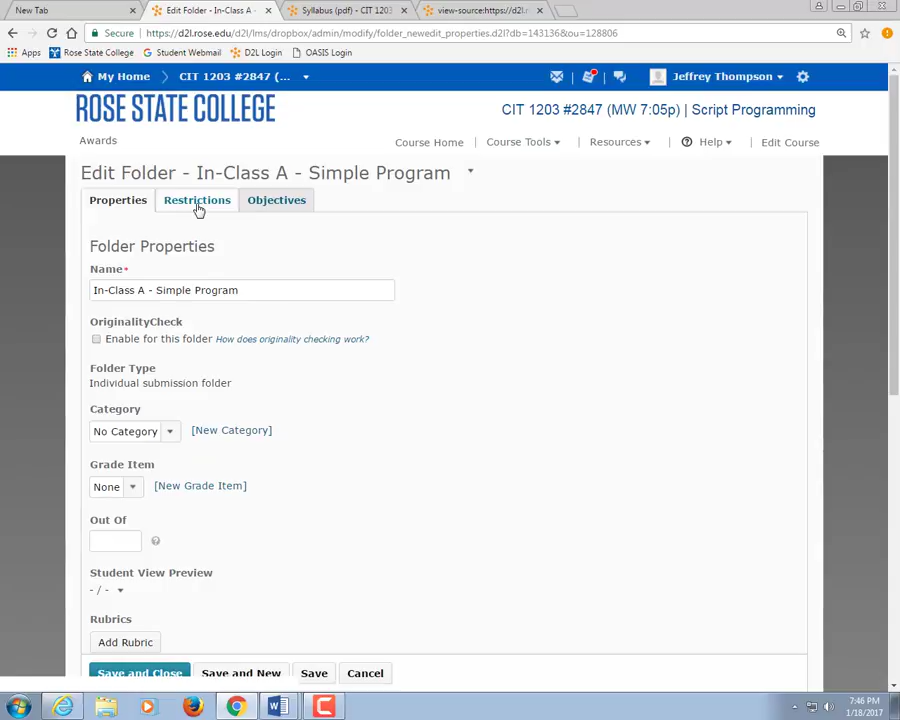 New Tab
Edit Folder - In-Class A -
Syllabus (pdf) - CIT 1203
view-source:https://d2l.r
Secure
https://d2l.rose.edu/d2l/lms/dropbox/admin/modify/folder_newedit_properties.d2l?db=143136&ou=128806
Apps Rose State College Student Webmail D2L Login OASIS Login
My Home CIT 1203 #2847 (... Jeffrey Thompson
ROSE STATE COLLEGE
CIT 1203 #2847 (MW 7:05p) | Script Programming
Awards
Course Home Course Tools Resources Help Edit Course
Edit Folder - In-Class A - Simple Program
Properties Restrictions Objectives
Folder Properties
Name*
In-Class A - Simple Program
OriginalityCheck
Enable for this folder How does originality checking work?
Folder Type
Individual submission folder
Category
No Category [New Category]
Grade Item
None [New Grade Item]
Out Of
Student View Preview
- / -
Rubrics
Add Rubric
Save and Close Save and New Save Cancel
7:46 PM
1/18/2017